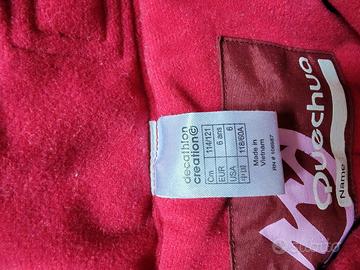 decathlon
creation©
Cm 114/121
EUR 6 ans
USA 6
中国 118/60A
Made in
Vietnam
Quechua
Name
subito